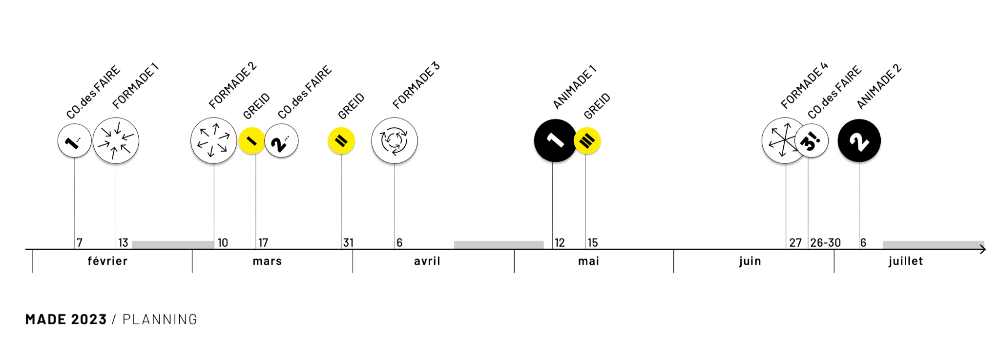 CO.des FAIRE
FORMADE 1
FORMADE 2
GREID
CO.des FAIRE
GREID
FORMADE 3
ANIMADE 1
GREID
FORMADE 4
CO.des FAIRE
ANIMADE 2
1...
I
2...
II
1
III
3!
2
7
13
10
17
31
6
12
15
27
26-30
6
février
mars
avril
mai
juin
juillet
MADE 2023 / PLANNING